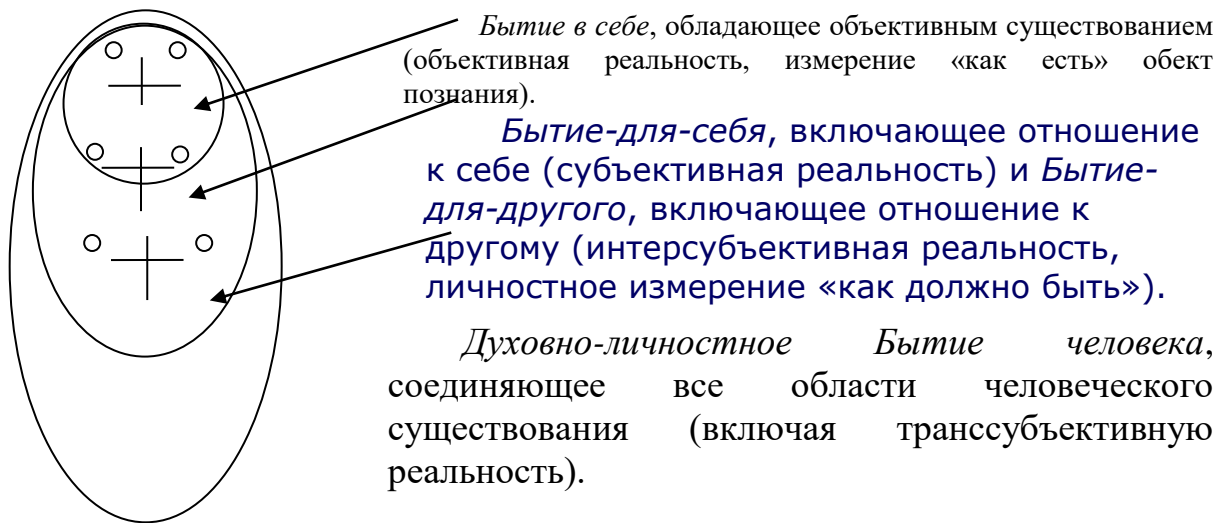 Бытие в себе, обладающее объективным существованием
(объективная реальность, измерение «как есть» обект
познания).
Бытие-для-себя, включающее отношение
к себе (субъективная реальность) и Бытие-
для-другого, включающее отношение к
другому (интерсубъективная реальность,
личностное измерение «как должно быть»).
Духовно-личностное Бытие человека,
соединяющее все области человеческого
существования (включая транссубъективную
реальность).